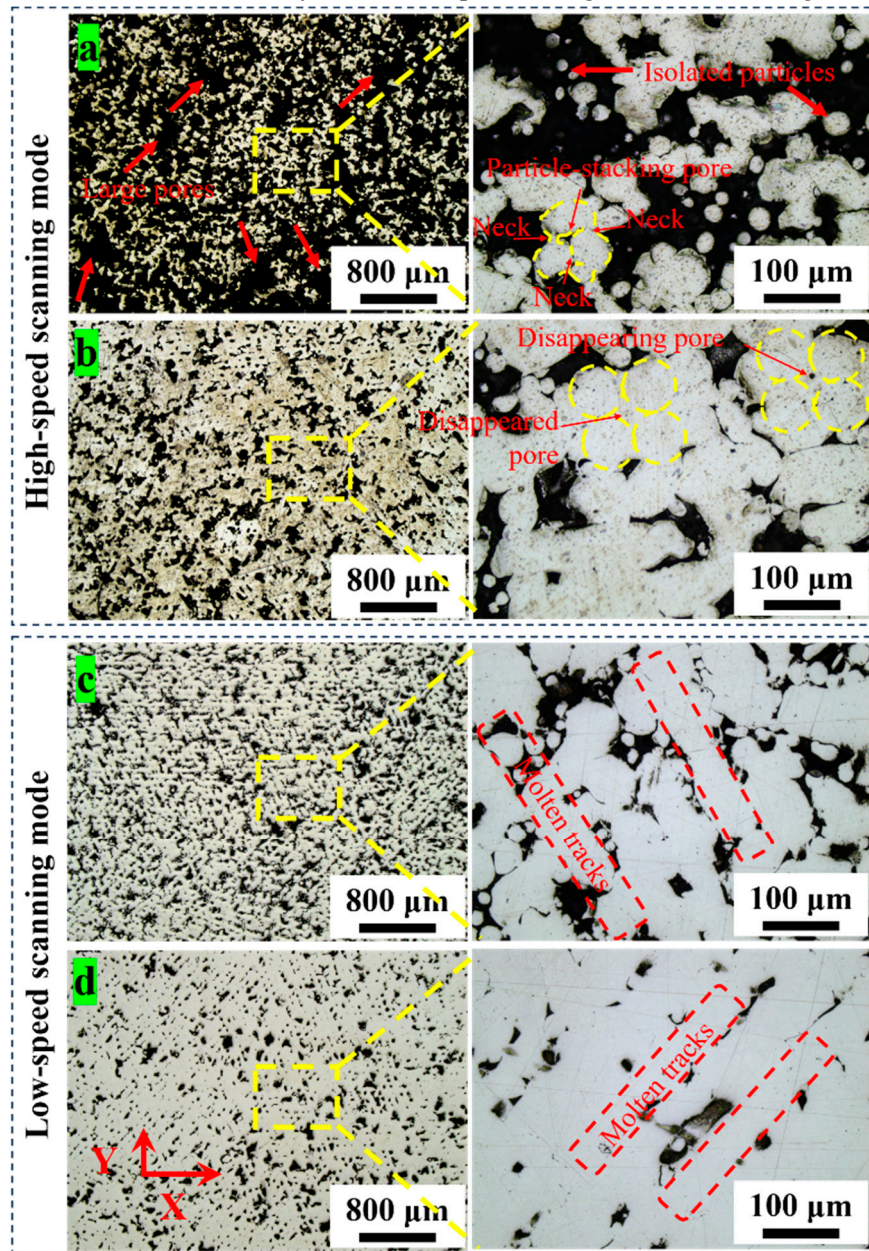 High-speed scanning mode
a
Large pores
800 μm
Isolated particles
Particle-stacking pore
Neck
Neck
Neck
100 μm
b
800 μm
Disappearing pore
Disappeared
pore
100 μm
Low-speed scanning mode
c
800 μm
Molten tracks
100 μm
d
Y
X
800 μm
Molten tracks
100 μm